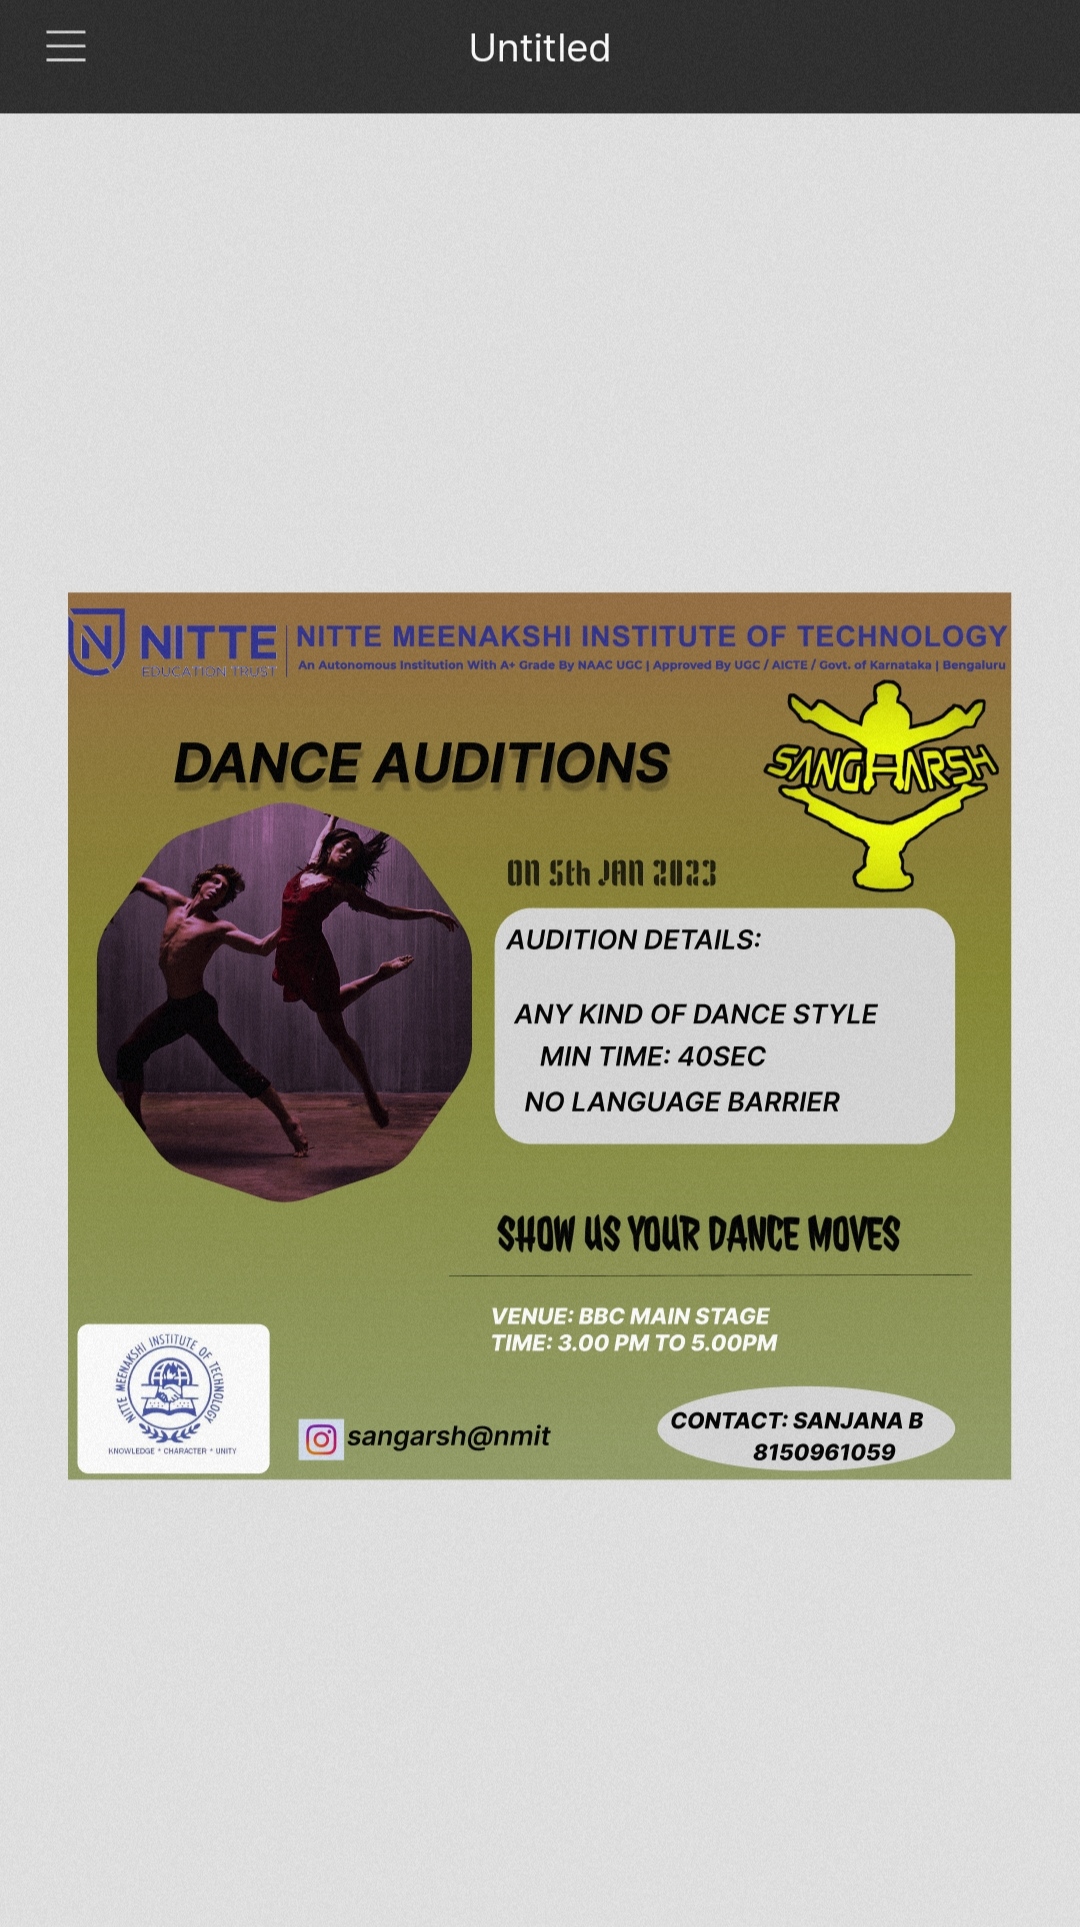 Untitled
NITTE
EDUCATION TRUST
NITTE MEENAKSHI INSTITUTE OF TECHNOLOGY
An Autonomous Institution With A+ Grade By NAAC UGC | Approved By UGC / AICTE / Govt. of Karnataka | Bengaluru
DANCE AUDITIONS
SANGHARSH
ON 5th JAN 2023
AUDITION DETAILS:
ANY KIND OF DANCE STYLE
MIN TIME: 40SEC
NO LANGUAGE BARRIER
SHOW US YOUR DANCE MOVES
VENUE: BBC MAIN STAGE
TIME: 3.00 PM TO 5.00PM
NITTE MEENAKSHI INSTITUTE OF TECHNOLOGY
KNOWLEDGE * CHARACTER * UNITY
sangarsh@nmit
CONTACT: SANJANA B
8150961059